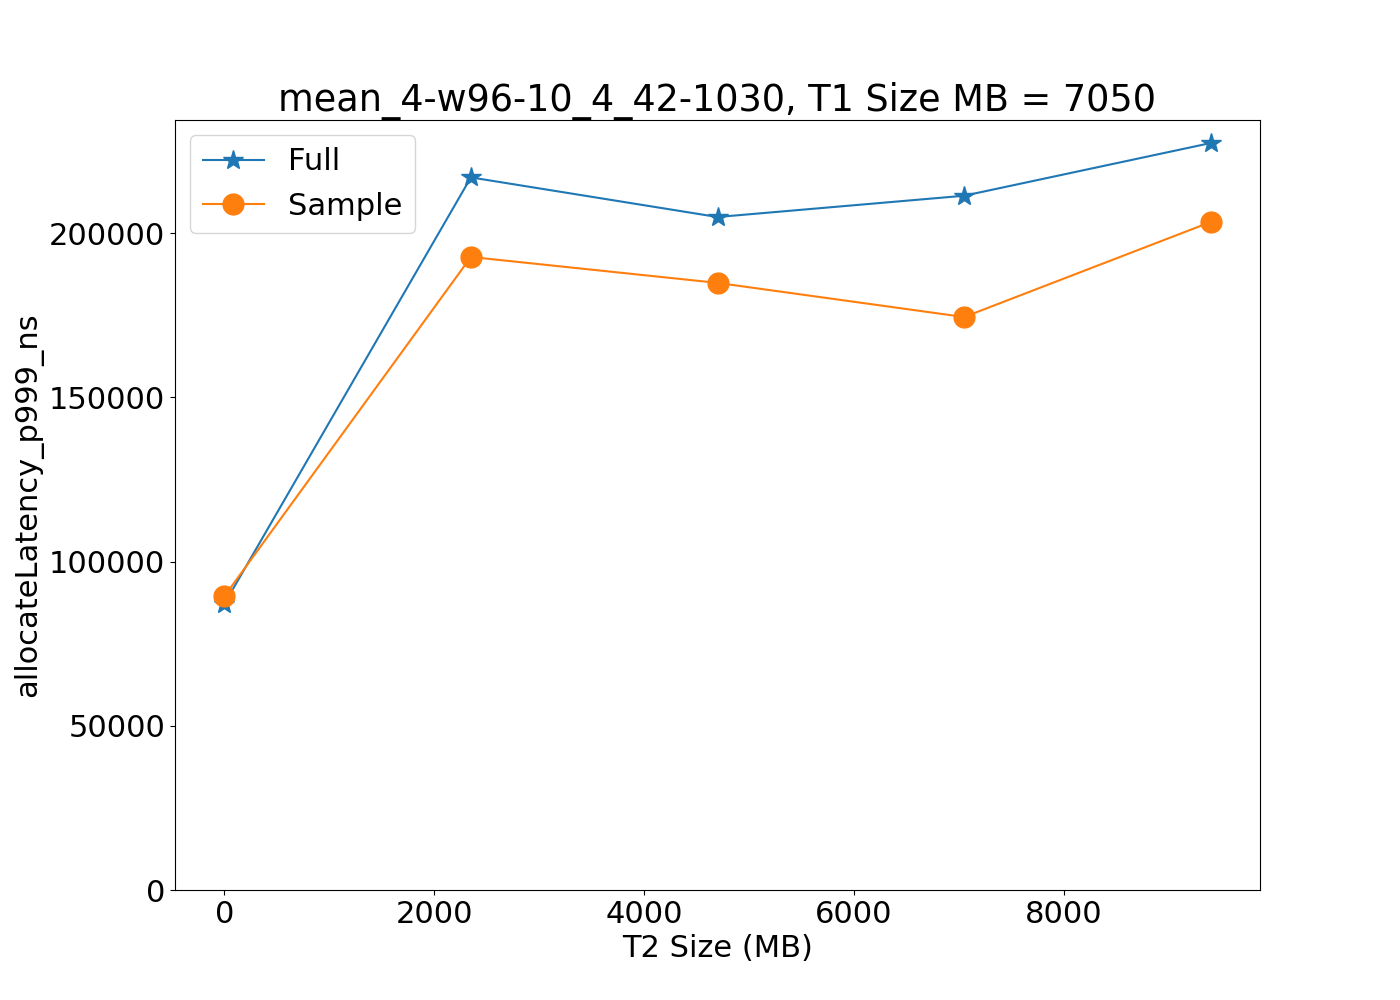 mean_4-w96-10_4_42-1030, T1 Size MB = 7050
Full
Sample
allocateLatency_p999_ns
200000
150000
100000
50000
0
0 2000 4000 6000 8000
T2 Size (MB)